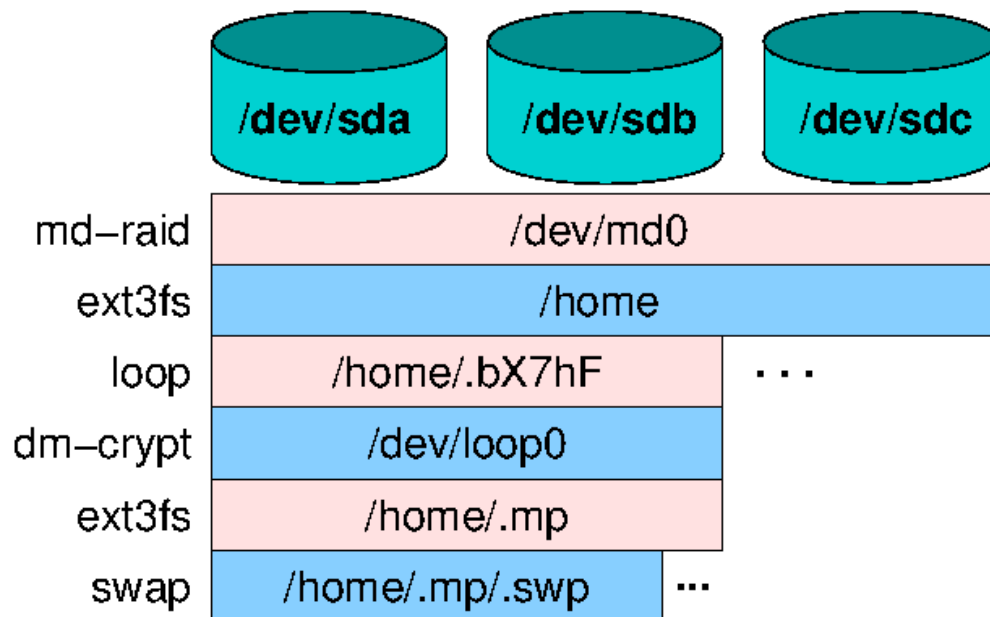 /dev/sda /dev/sdb /dev/sdc
md-raid /dev/md0
ext3fs /home
loop /home/.bX7hF ...
dm-crypt /dev/loop0
ext3fs /home/.mp
swap /home/.mp/.swp ...